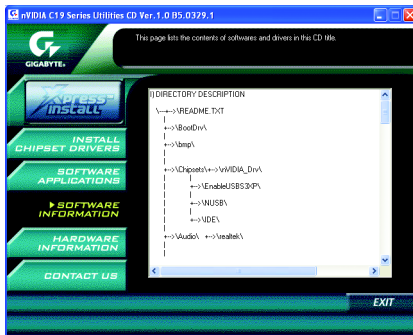 nVIDIA C19 Series Utilities CD Ver.1.0 B5.0329.1
GIGABYTE
This page lists the contents of softwares and drivers in this CD title.
Xpress
Install
INSTALL
CHIPSET DRIVERS
SOFTWARE
APPLICATIONS
SOFTWARE
INFORMATION
HARDWARE
INFORMATION
CONTACT US
I) DIRECTORY DESCRIPTION
\---+-->\README.TXT
+-->\BootDrv\
+-->\bmp\
+-->\Chipsets\+-->\nVIDIA_Drv\
+-->\EnableUSBS3XP\
+-->\NUSB\
+-->\IDE\
+-->\Audio\ +-->\realtek\
EXIT